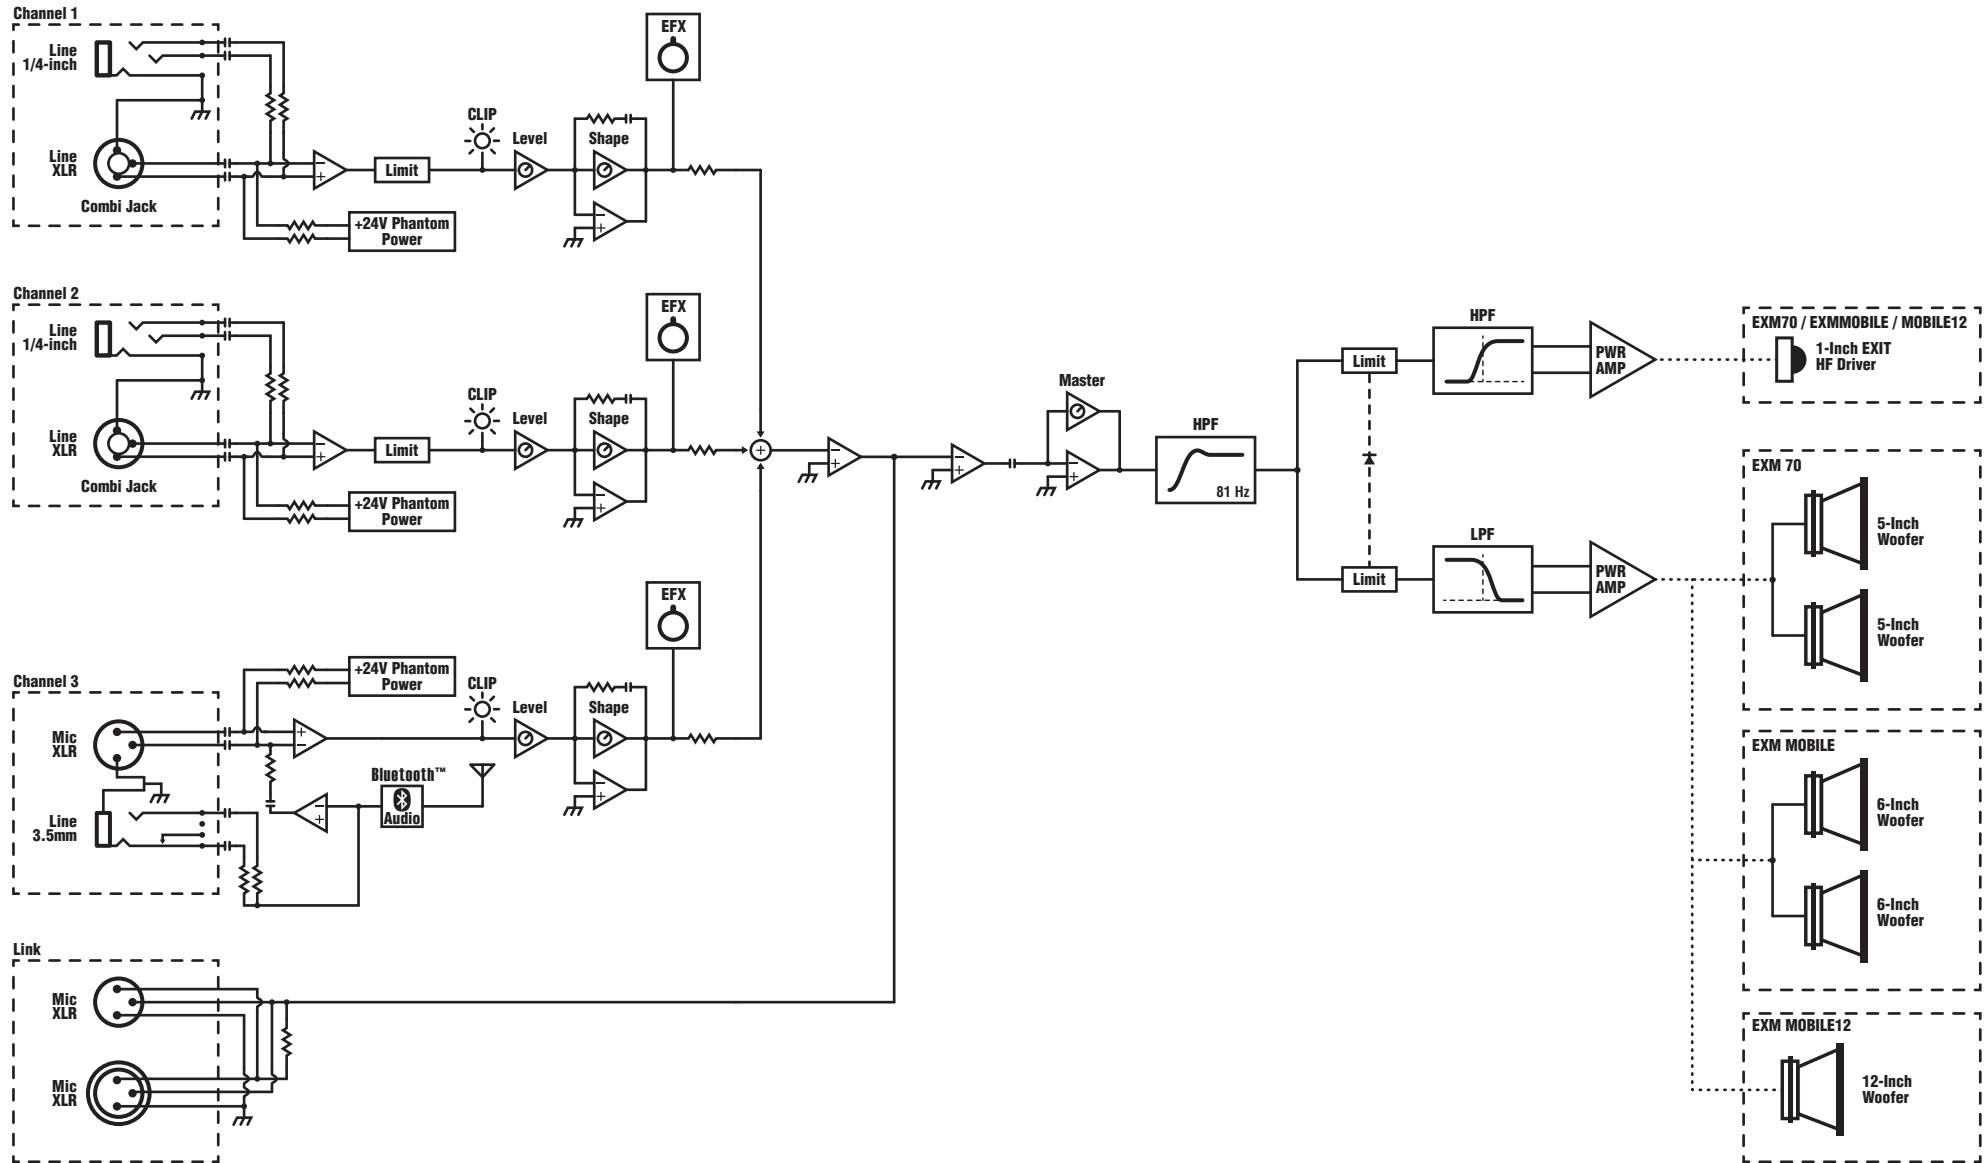 Channel 1
Line
1/4-inch
Line
XLR
Combi Jack
Limit
+24V Phantom
Power
CLIP
Level
Shape
EFX
Channel 2
Line
1/4-inch
Line
XLR
Combi Jack
Limit
+24V Phantom
Power
CLIP
Level
Shape
EFX
Channel 3
Mic
XLR
Line
3.5mm
+24V Phantom
Power
Bluetooth™
Audio
CLIP
Level
Shape
EFX
Link
Mic
XLR
Mic
XLR
Master
HPF
81 Hz
Limit
HPF
PWR
AMP
Limit
LPF
PWR
AMP
EXM70 / EXMMOBILE / MOBILE12
1-Inch EXIT
HF Driver
EXM 70
5-Inch
Woofer
5-Inch
Woofer
EXM MOBILE
6-Inch
Woofer
6-Inch
Woofer
EXM MOBILE12
12-Inch
Woofer